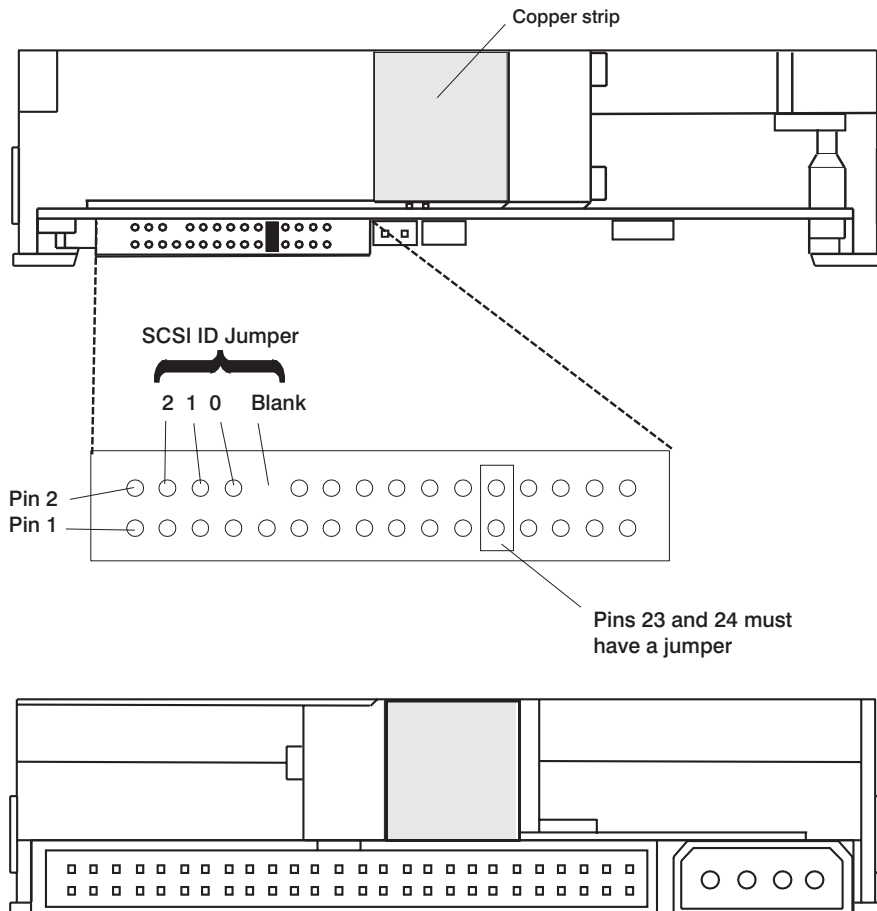 Copper strip
SCSI ID Jumper
2 1 0 Blank
Pin 2
Pin 1
Pins 23 and 24 must
have a jumper